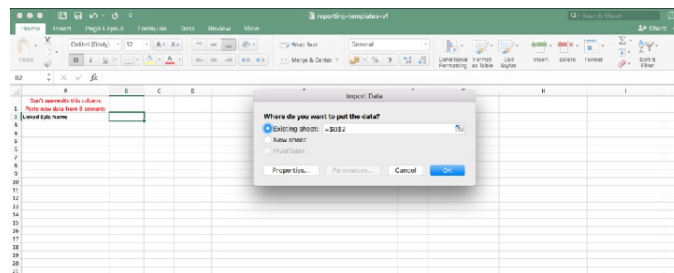 reporting-templates-v1
Search Sheet
Home Insert Page Layout Formulas Data Review View
Share
Calibri (Body) 12 A+ A-
Wrap Text General
Paste B I U
Merge & Center
Conditional Formatting Format as Table Cell Styles
Insert Delete Format
Sort & Filter
B2 fx
A B C D H I
Don't overwrite this column.
1 Paste new data from B onwards
2 Linked Epic Name
Import Data
Where do you want to put the data?
Existing sheet: =$B$2
New sheet
PivotTable
Properties... Parameters... Cancel OK
3
4
5
6
7
8
9
10
11
12
13
14
15
16
17
18
19
20
21